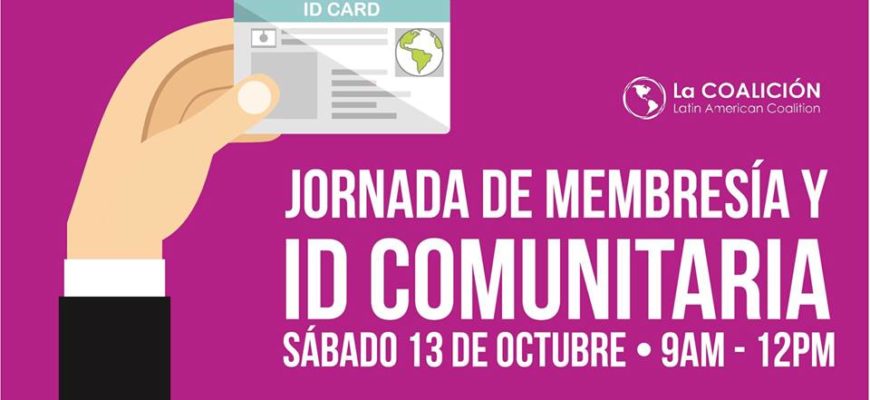 ID CARD
La COALICIÓN
Latin American Coalition
JORNADA DE MEMBRESÍA Y
ID COMUNITARIA
SÁBADO 13 DE OCTUBRE • 9AM - 12PM